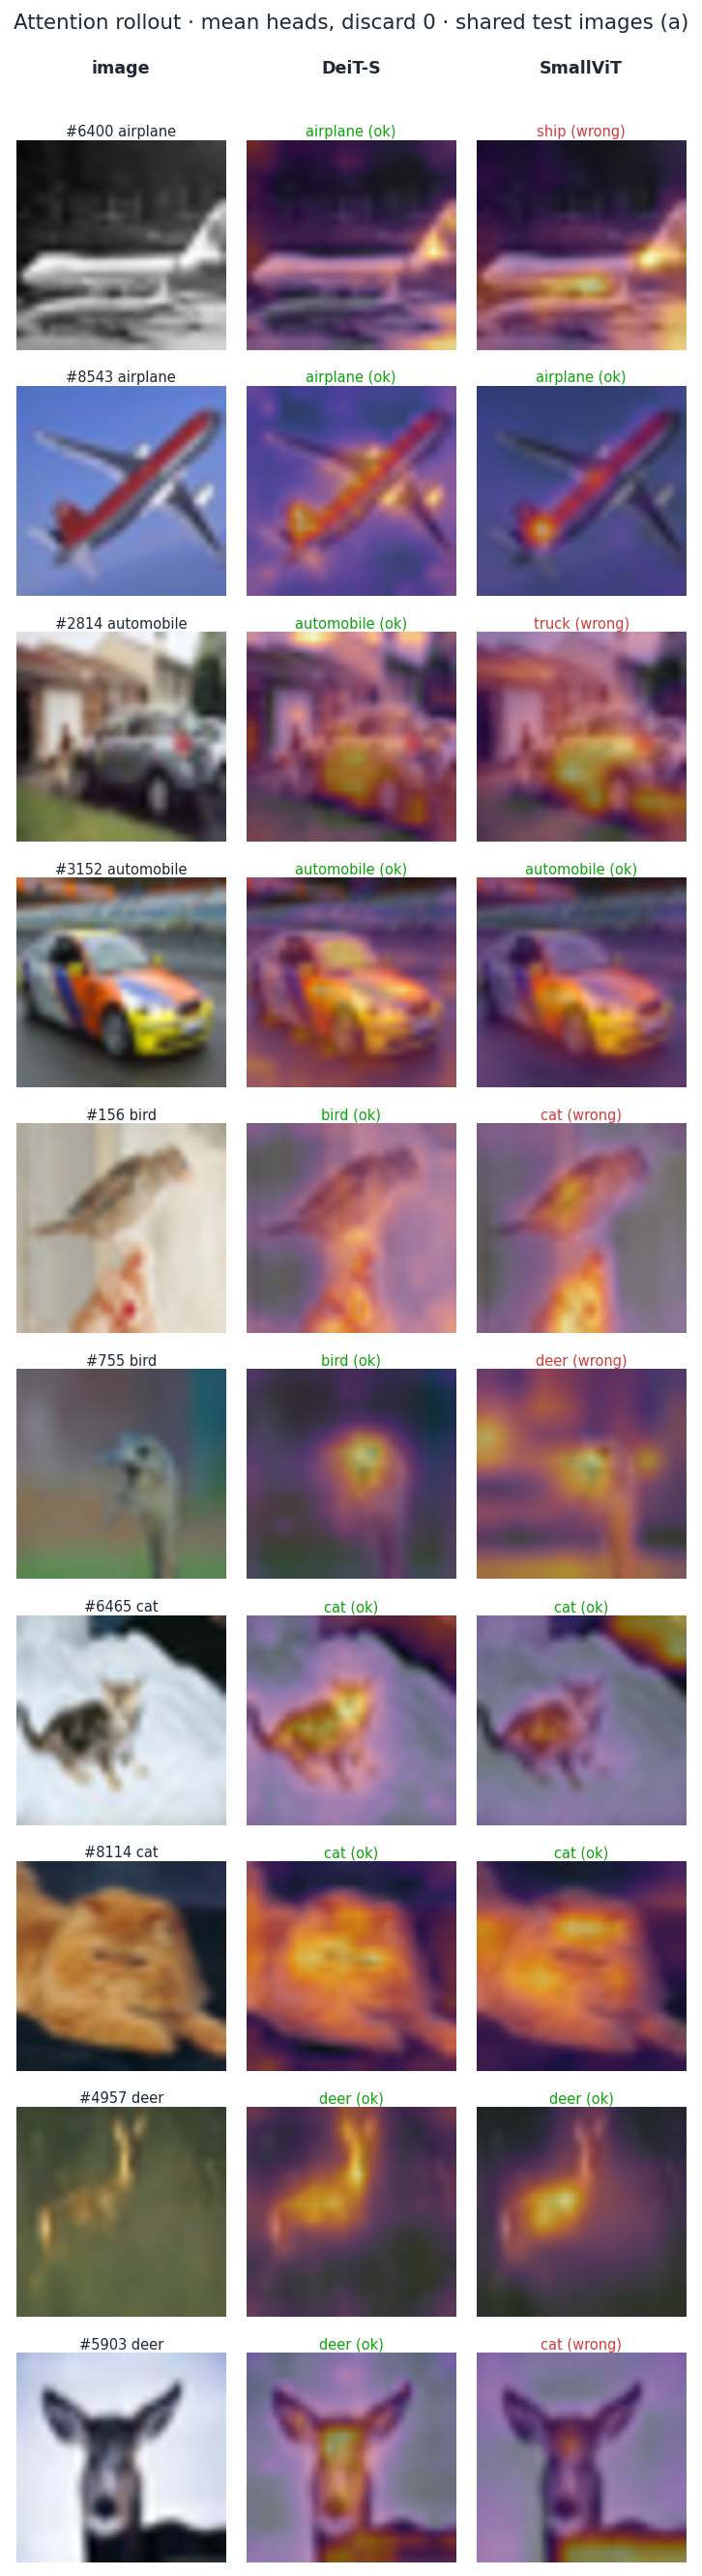 Attention rollout · mean heads, discard 0 · shared test images (a)
image DeiT-S SmallViT
#6400 airplane airplane (ok) ship (wrong)
#8543 airplane airplane (ok) airplane (ok)
#2814 automobile automobile (ok) truck (wrong)
#3152 automobile automobile (ok) automobile (ok)
#156 bird bird (ok) cat (wrong)
#755 bird bird (ok) deer (wrong)
#6465 cat cat (ok) cat (ok)
#8114 cat cat (ok) cat (ok)
#4957 deer deer (ok) deer (ok)
#5903 deer deer (ok) cat (wrong)